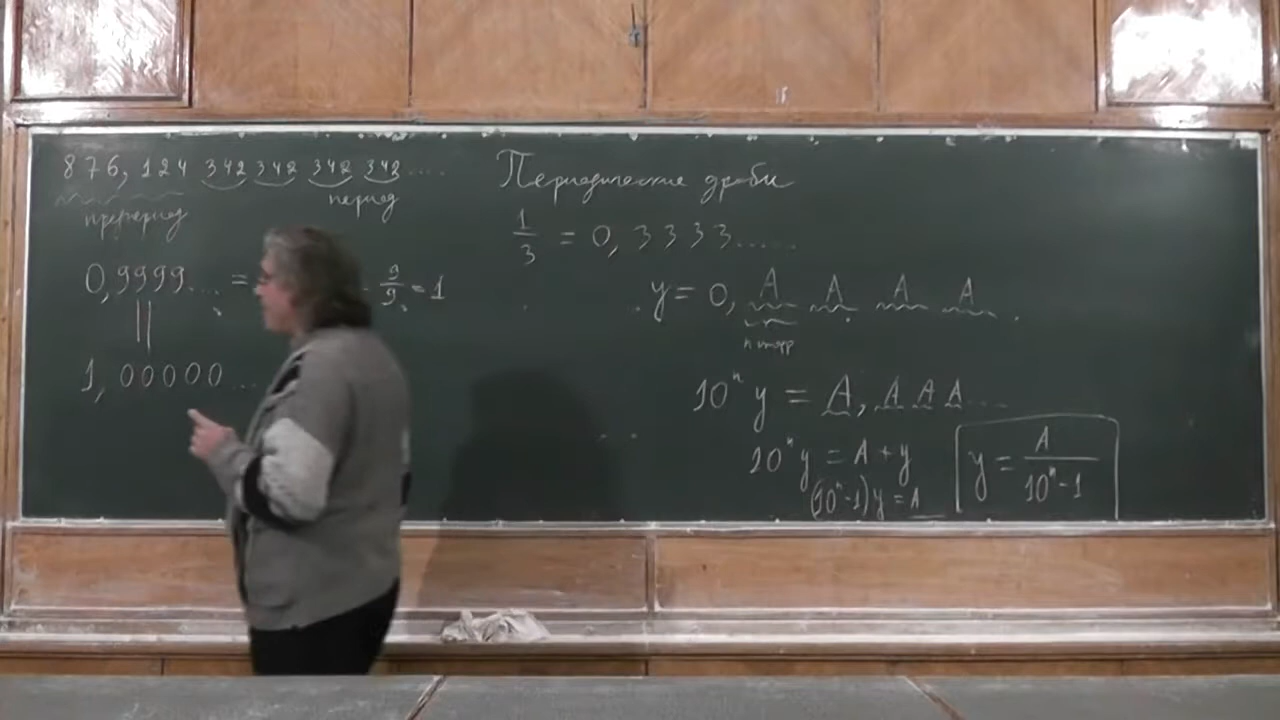 876, 124 342 342 342 342 ....
предпериод период
0,9999.... = 9/9 = 1
||
1,00000...
Периодические дроби
1/3 = 0,3333.....
y = 0, A A A A .
n цифр
10ⁿ y = A, A A A ...
10ⁿ y = A + y
(10ⁿ-1) y = A
y = A/(10ⁿ-1)